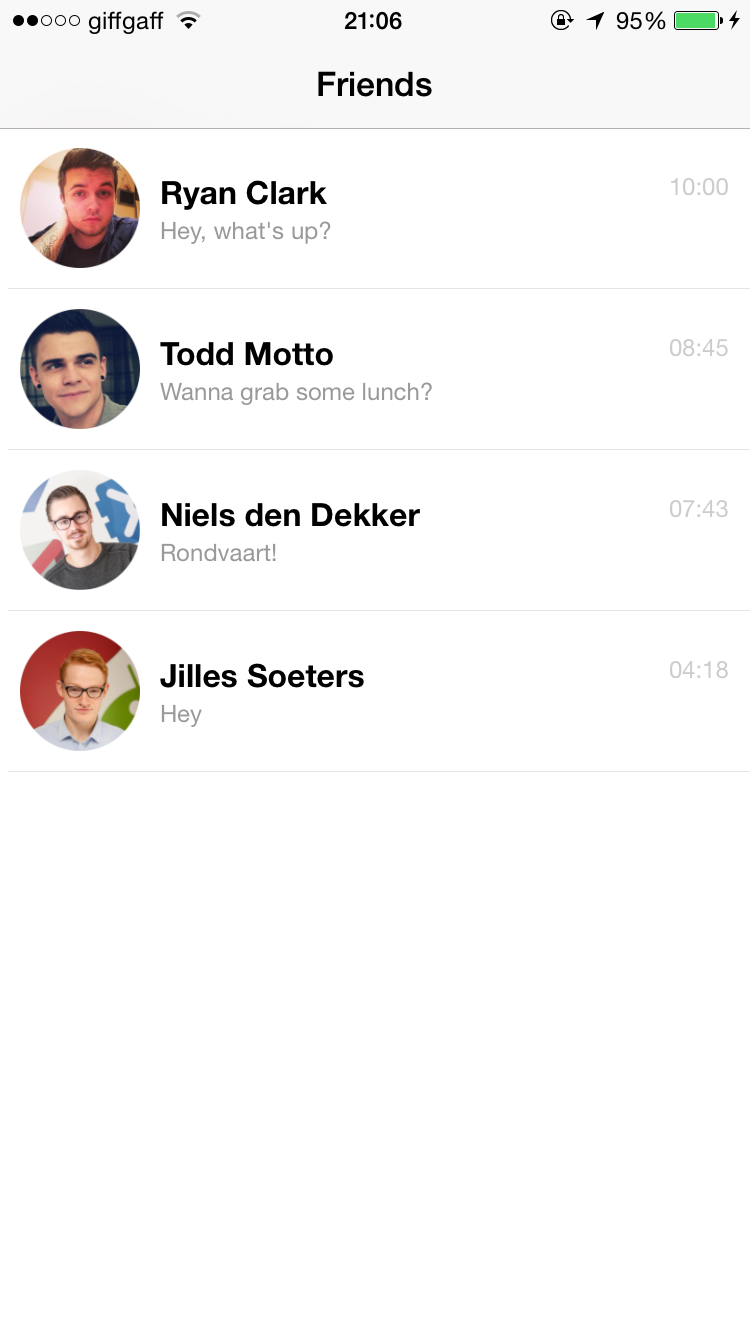 giffgaff 21:06 95%
Friends
Ryan Clark 10:00
Hey, what's up?
Todd Motto 08:45
Wanna grab some lunch?
Niels den Dekker 07:43
Rondvaart!
Jilles Soeters 04:18
Hey